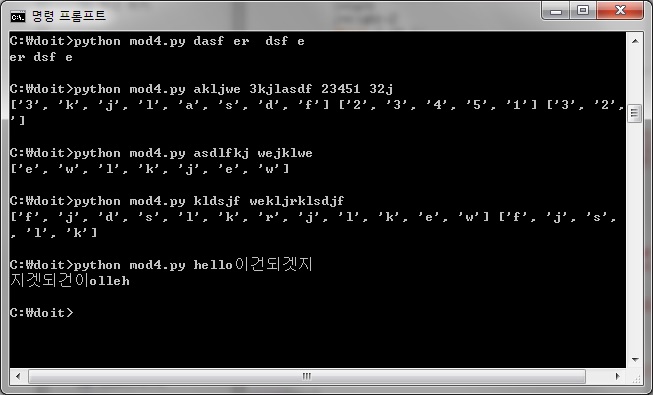 명령 프롬프트
C:\doit>python mod4.py dasf er  dsf e
er dsf e
C:\doit>python mod4.py akljwe 3kjlasdf 23451 32j
['3', 'k', 'j', 'l', 'a', 's', 'd', 'f'] ['2', '3', '4', '5', '1'] ['3', '2',
']
C:\doit>python mod4.py asdlfkj wejklwe
['e', 'w', 'l', 'k', 'j', 'e', 'w']
C:\doit>python mod4.py kldsjf wekljrklsdjf
['f', 'j', 'd', 's', 'l', 'k', 'r', 'j', 'l', 'k', 'e', 'w'] ['f', 'j', 's',
, 'l', 'k']
C:\doit>python mod4.py hello이건되겟지
지겟되건이olleh
C:\doit>